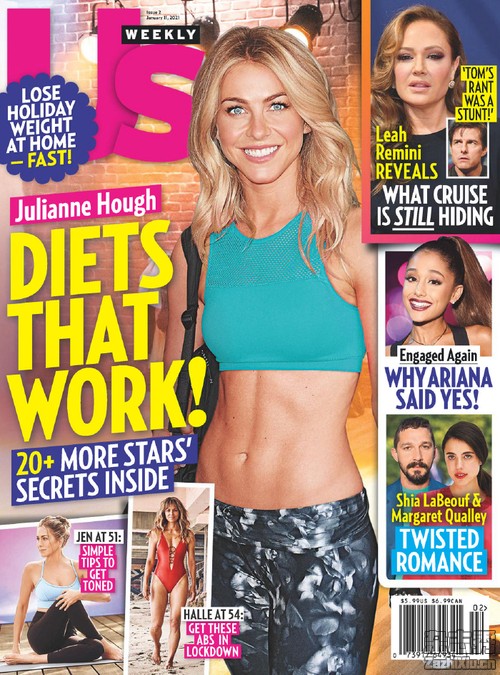 Issue 2
January 11, 2021
Us
WEEKLY
LOSE
HOLIDAY
WEIGHT
AT HOME
— FAST!
Julianne Hough
DIETS
THAT
WORK!
20+ MORE STARS'
SECRETS INSIDE
JEN AT 51:
SIMPLE
TIPS TO
GET
TONED
HALLE AT 54:
GET THESE
ABS IN
LOCKDOWN
'TOM'S
RANT
WAS A
STUNT!'
Leah
Remini
REVEALS
WHAT CRUISE
IS STILL HIDING
Engaged Again
WHY ARIANA
SAID YES!
Shia LaBeouf &
Margaret Qualley
TWISTED
ROMANCE
$5.99US $6.99CAN
02>
Zazhixiu.cn